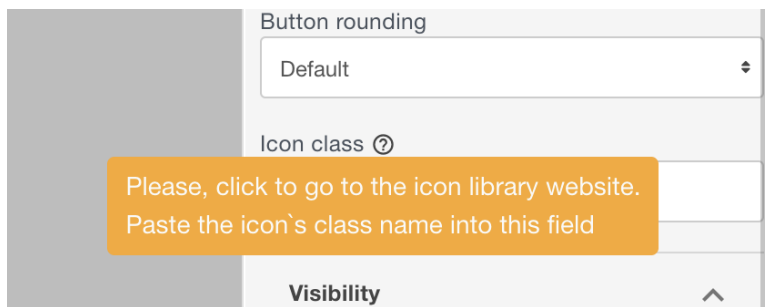 Button rounding
Default
Icon class
Please, click to go to the icon library website.
Paste the icon`s class name into this field
Visibility